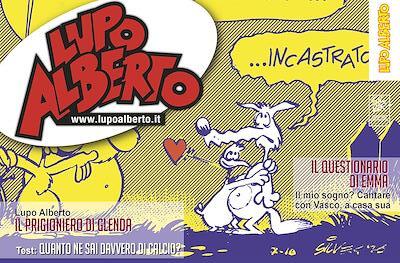 LUPO
ALBERTO
www.lupoalberto.it
...INCASTRATO
LUPO ALBERTO
IL QUESTIONARIO
DI EMMA
Il mio sogno? Cantare
con Vasco, a casa sua
Lupo Alberto
IL PRIGIONIERO DI GLENDA
Test: QUANTO NE SAI DAVVERO DI CALCIO?
SILVER